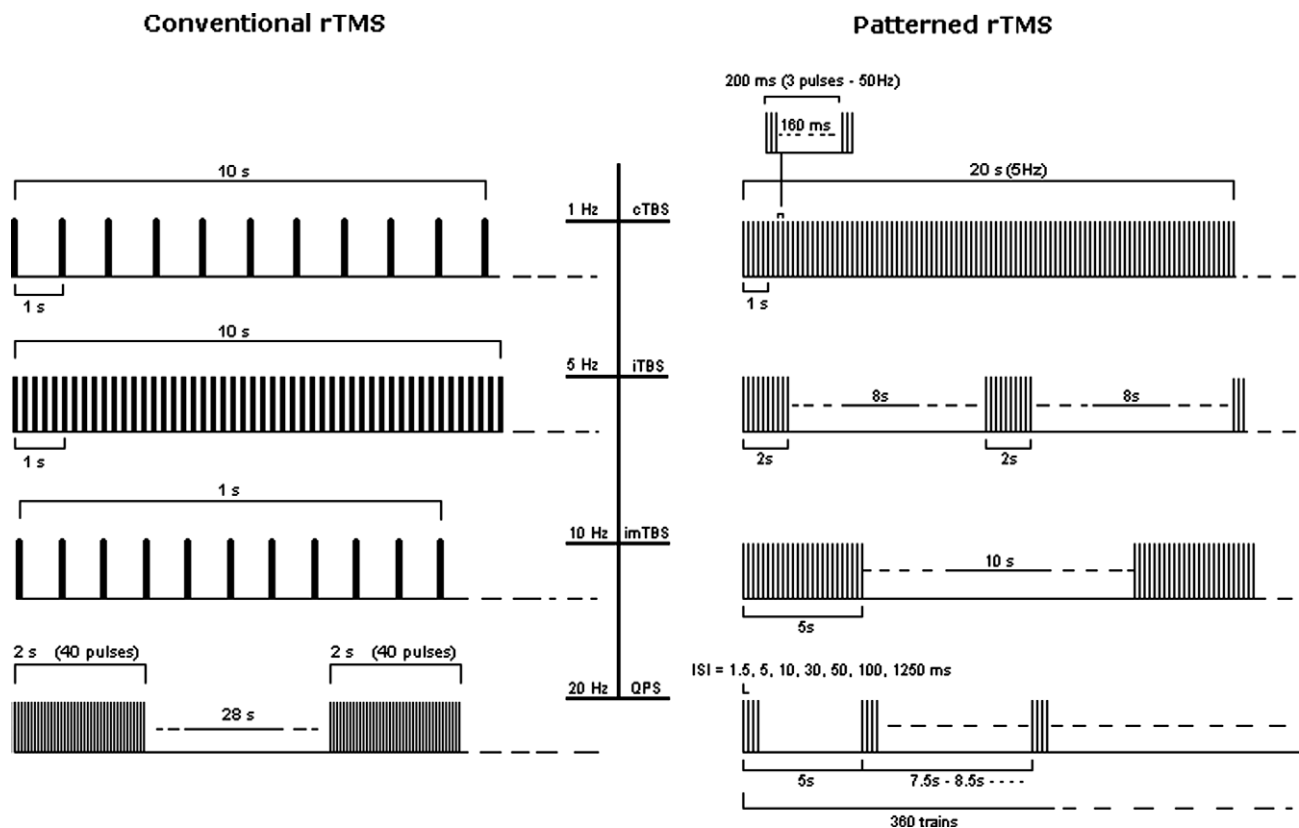 Conventional rTMS
Patterned rTMS
200 ms (3 pulses - 50Hz)
160 ms
10 s
1 Hz
cTBS
20 s (5Hz)
1 s
1 s
10 s
5 Hz
iTBS
8s
8s
1 s
2s
2s
1 s
10 Hz
imTBS
10 s
5s
2 s (40 pulses)
2 s (40 pulses)
28 s
20 Hz
QPS
ISI = 1.5, 5, 10, 30, 50, 100, 1250 ms
5s
7.5s - 8.5s - - - -
360 trains